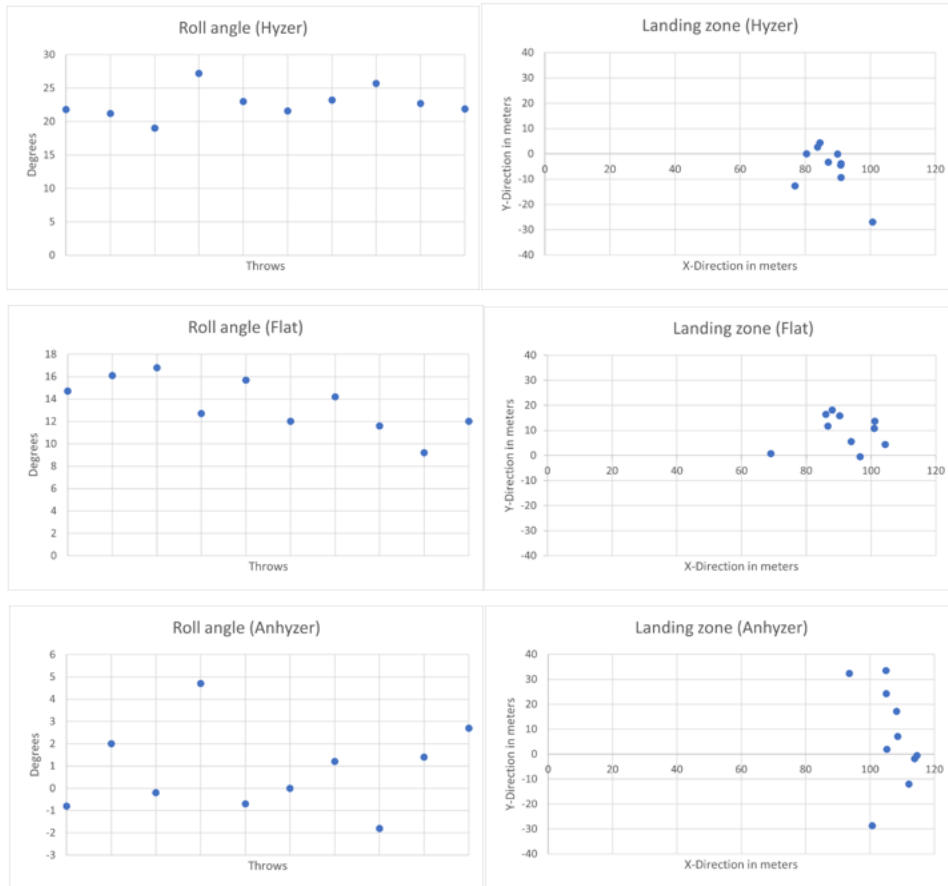 Roll angle (Hyzer)
30
25
20
15
10
5
0
Degrees
Throws
Landing zone (Hyzer)
40
30
20
10
0
-10
-20
-30
-40
0 20 40 60 80 100 120
Y-Direction in meters
X-Direction in meters
Roll angle (Flat)
18
16
14
12
10
8
6
4
2
0
Degrees
Throws
Landing zone (Flat)
40
30
20
10
0
-10
-20
-30
-40
0 20 40 60 80 100 120
Y-Direction in meters
X-Direction in meters
Roll angle (Anhyzer)
6
5
4
3
2
1
0
-1
-2
-3
Degrees
Throws
Landing zone (Anhyzer)
40
30
20
10
0
-10
-20
-30
-40
0 20 40 60 80 100 120
Y-Direction in meters
X-Direction in meters